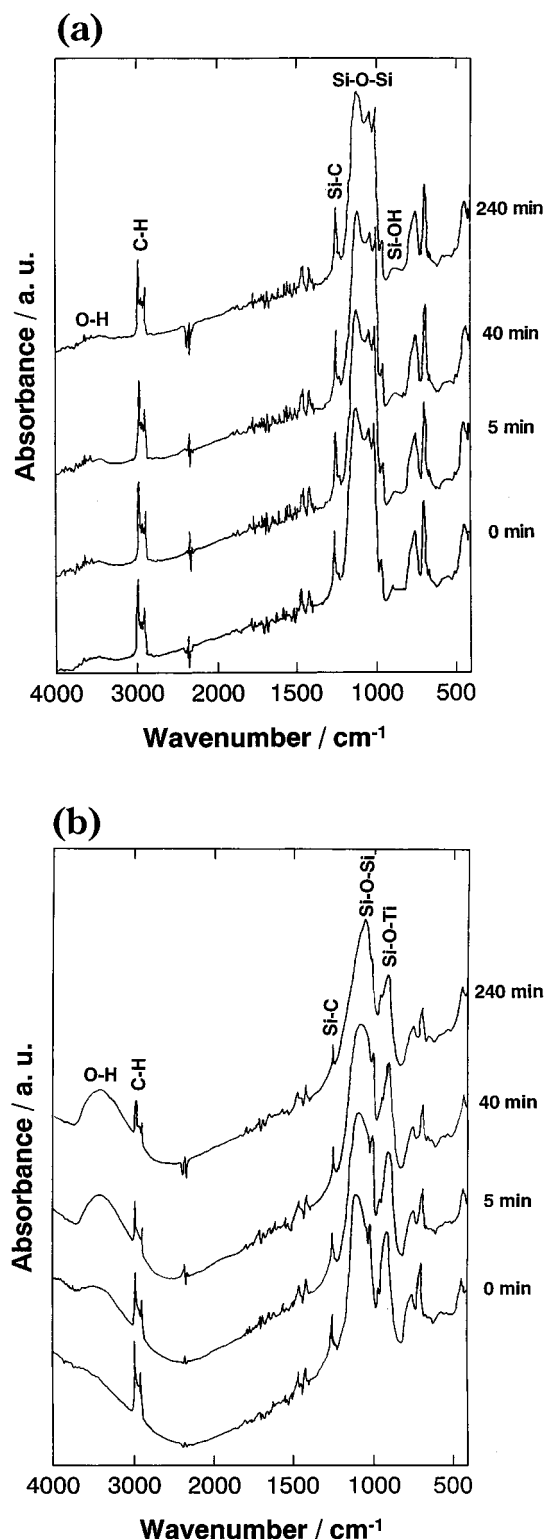 (a)
Si-O-Si
Si-C
240 min
C-H
Si-OH
O-H
40 min
5 min
0 min
Absorbance / a. u.
4000 3000 2000 1500 1000 500
Wavenumber / cm-1
(b)
Si-O-Si
Si-O-Ti
240 min
Si-C
O-H
C-H
40 min
5 min
0 min
Absorbance / a. u.
4000 3000 2000 1500 1000 500
Wavenumber / cm-1